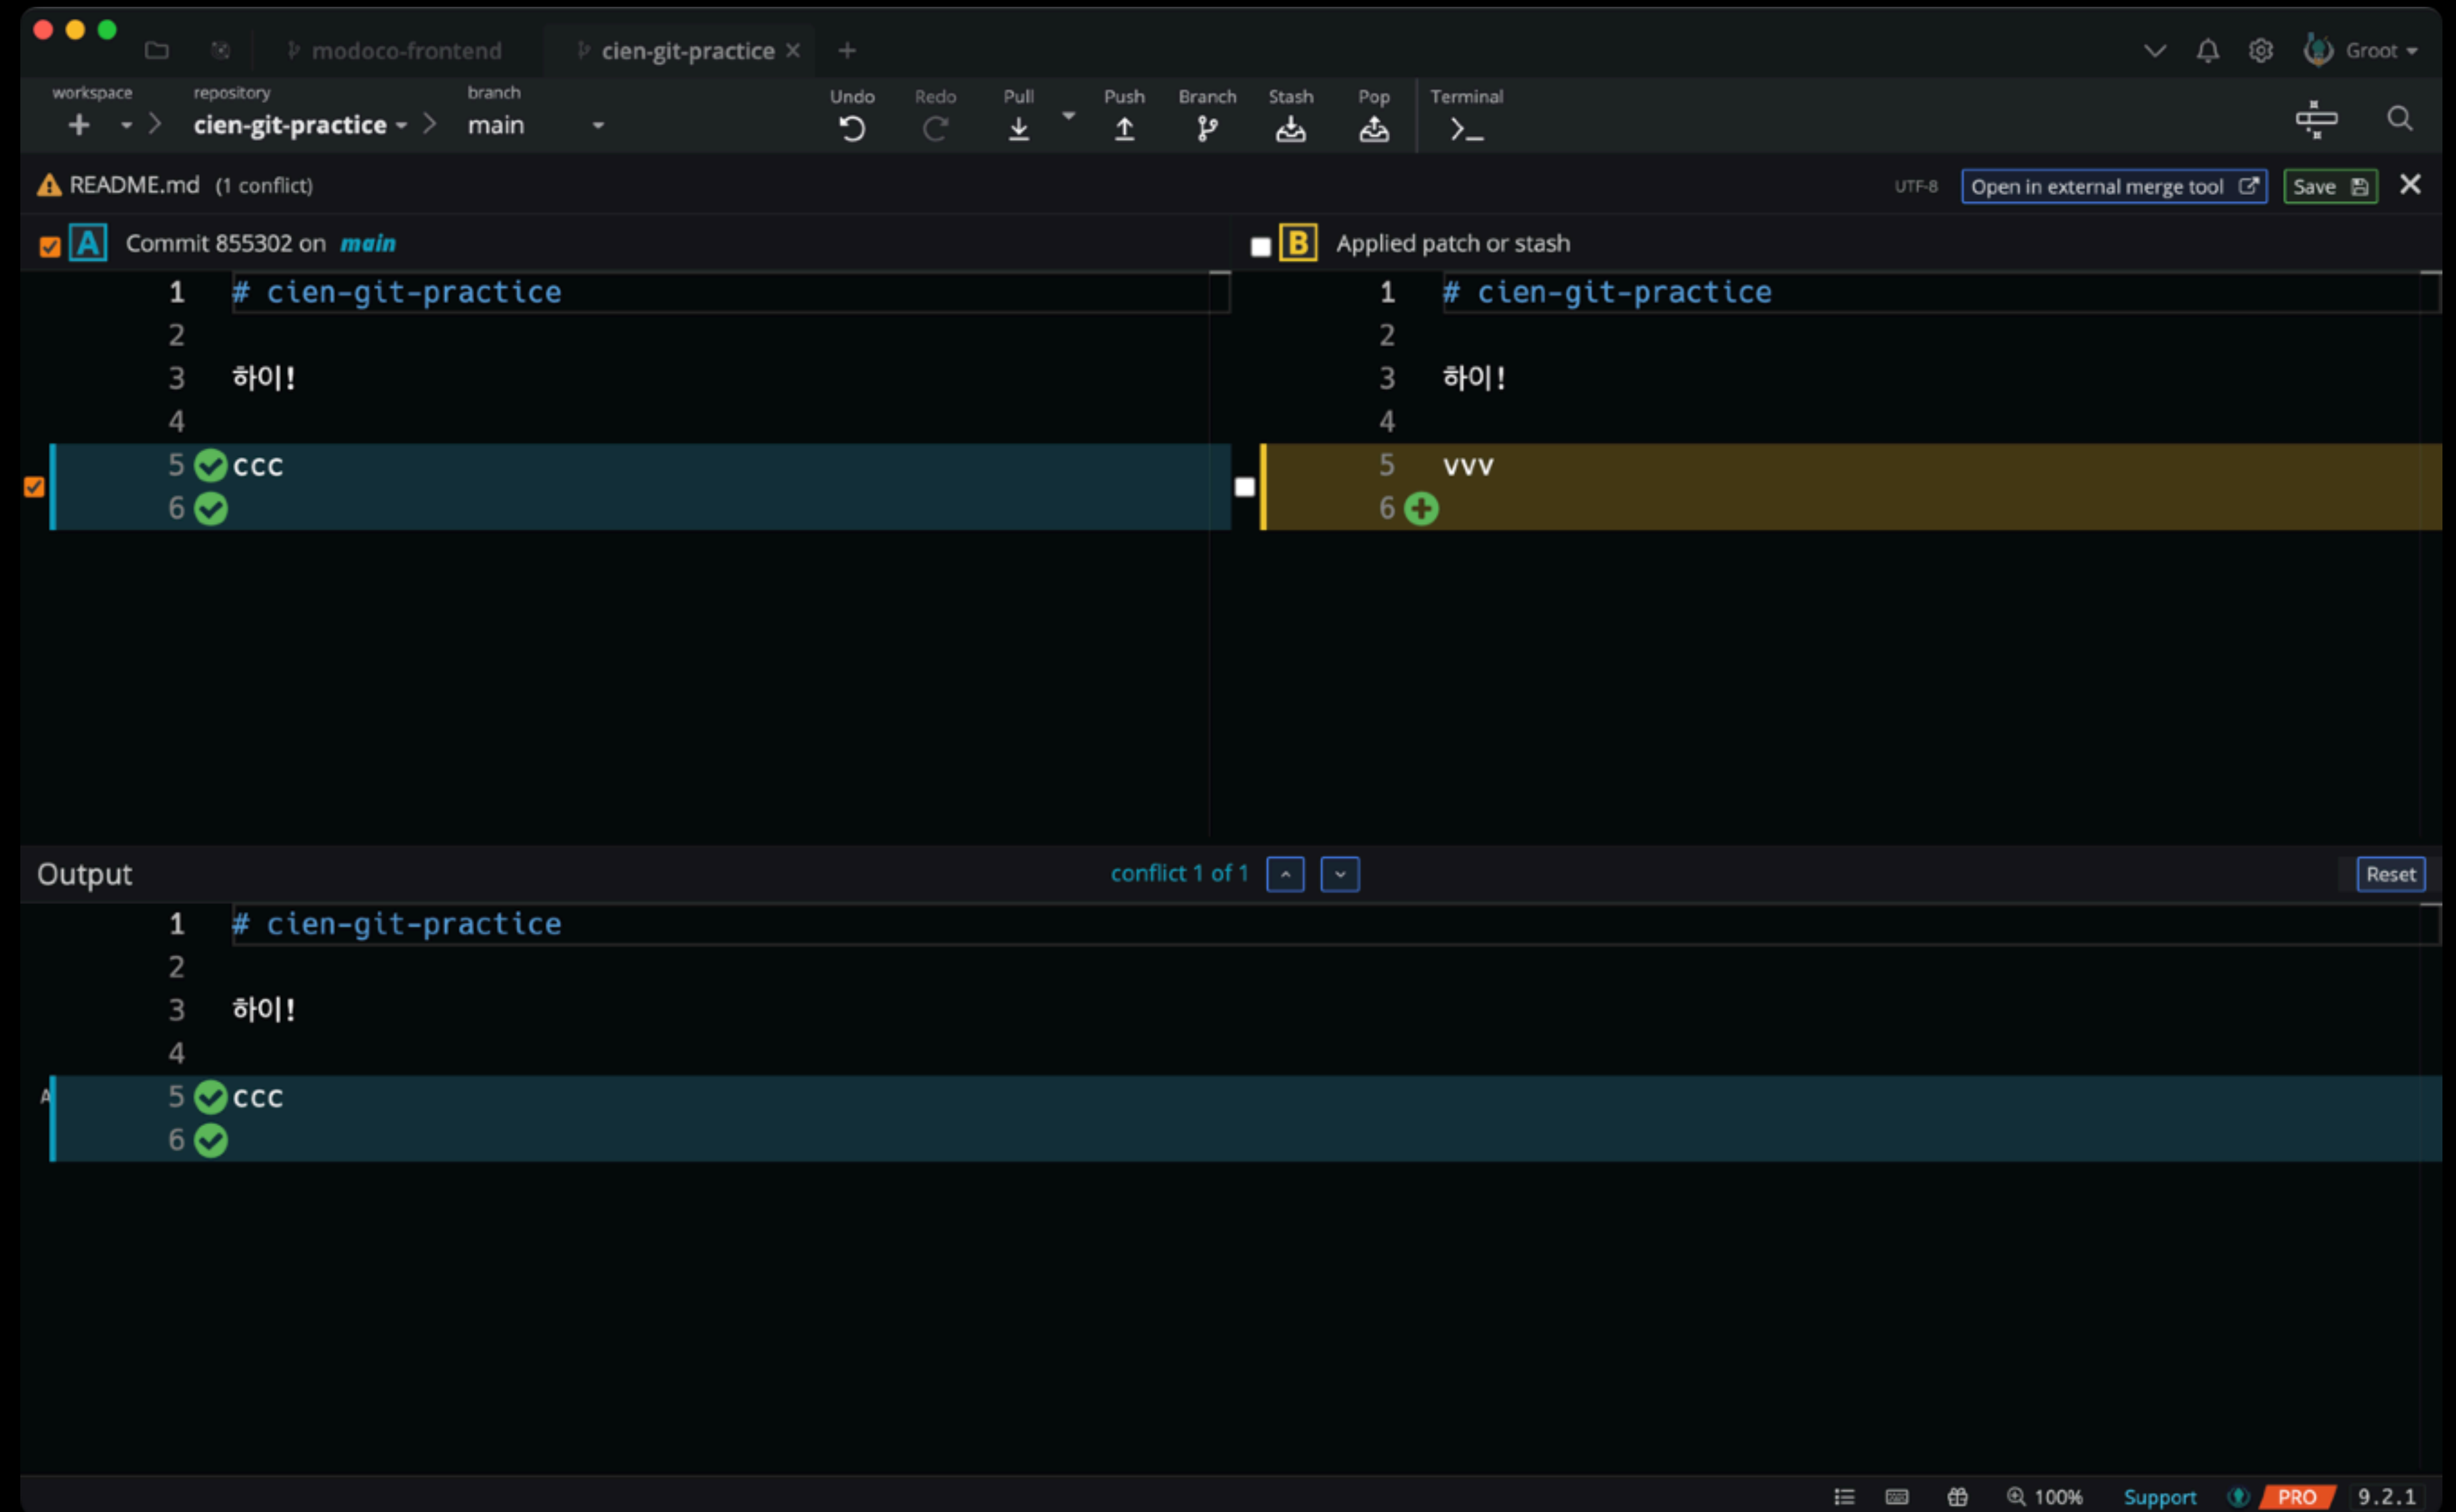 modoco-frontend cien-git-practice Groot
workspace repository branch
cien-git-practice main
Undo Redo Pull Push Branch Stash Pop Terminal
README.md (1 conflict) UTF-8 Open in external merge tool Save
A Commit 855302 on main
1 # cien-git-practice
2
3 하이!
4
5 ccc
6
B Applied patch or stash
1 # cien-git-practice
2
3 하이!
4
5 vvv
6
Output conflict 1 of 1 Reset
1 # cien-git-practice
2
3 하이!
4
A 5 ccc
6
100% Support PRO 9.2.1